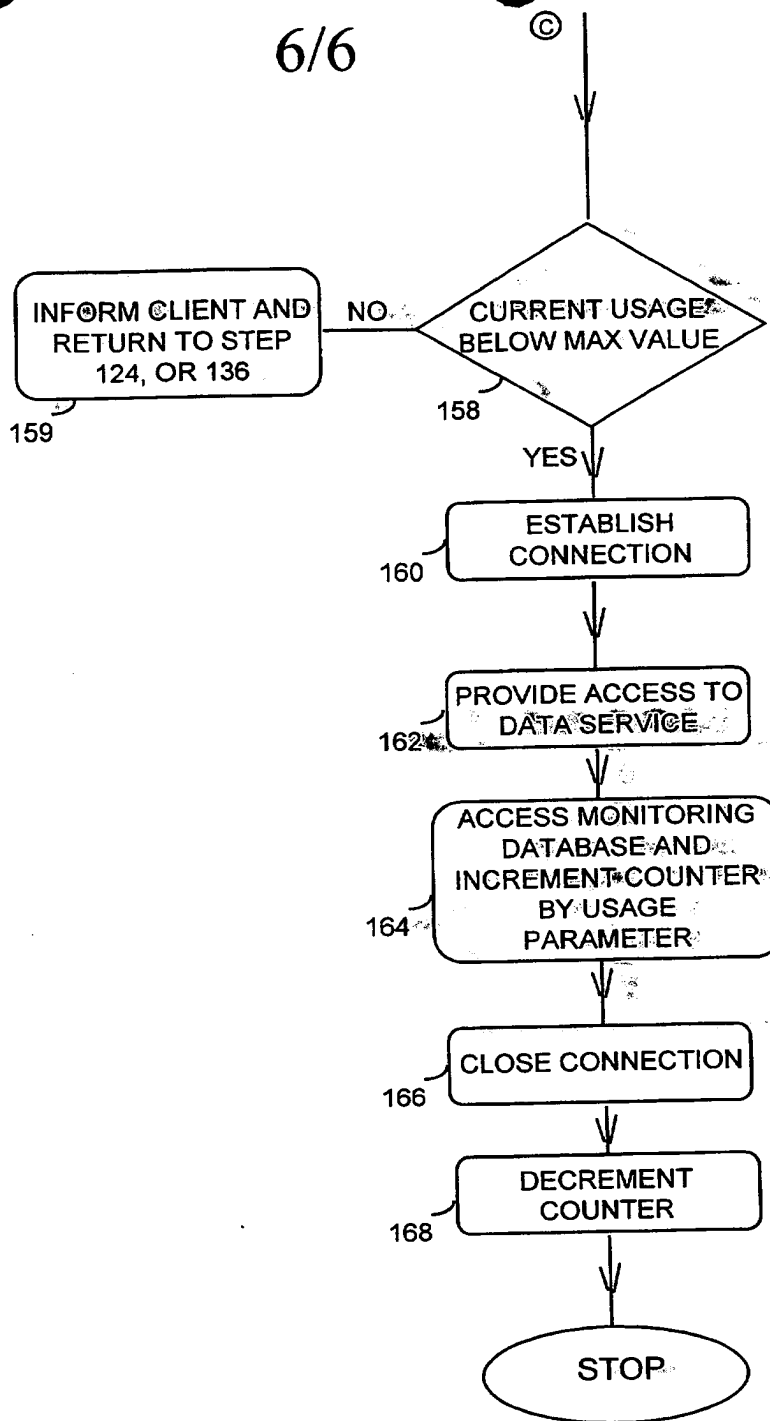 6/6
Ⓒ
CURRENT USAGE
BELOW MAX VALUE
158
NO
INFORM CLIENT AND
RETURN TO STEP
124, OR 136
159
YES
ESTABLISH
CONNECTION
160
PROVIDE ACCESS TO
DATA SERVICE
162
ACCESS MONITORING
DATABASE AND
INCREMENT COUNTER
BY USAGE
PARAMETER
164
CLOSE CONNECTION
166
DECREMENT
COUNTER
168
STOP